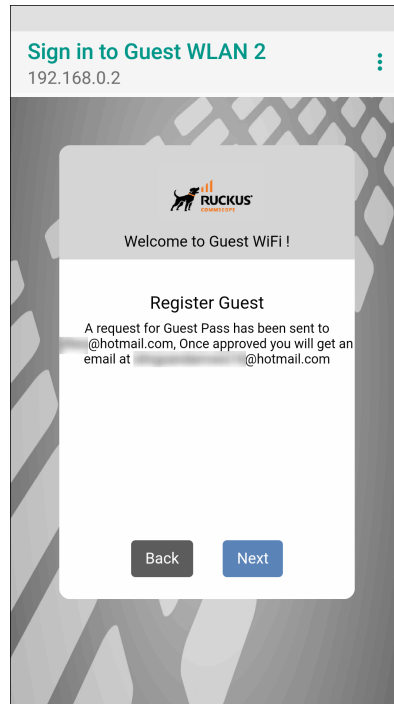 Sign in to Guest WLAN 2
192.168.0.2
RUCKUS
COMMSCOPE
Welcome to Guest WiFi !
Register Guest
A request for Guest Pass has been sent to
@hotmail.com, Once approved you will get an
email at @hotmail.com
Back Next